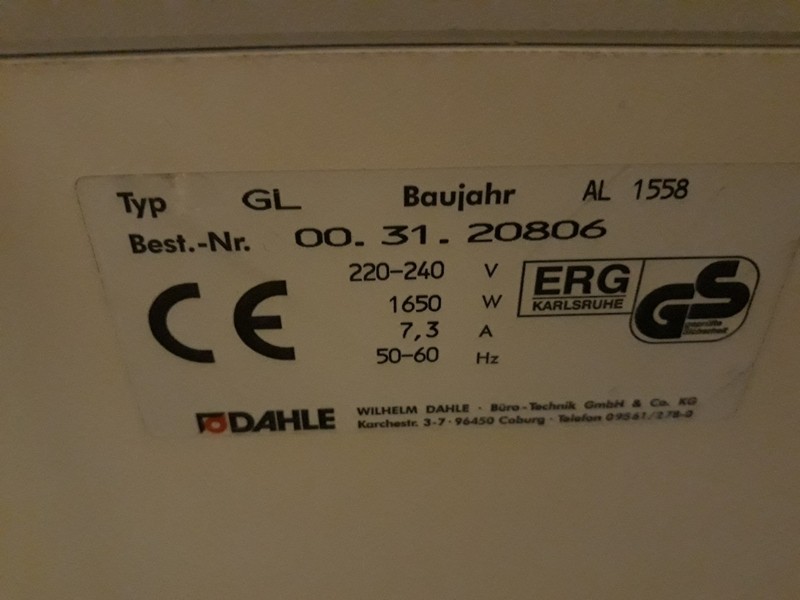 Typ GL Baujahr AL 1558
Best.-Nr. 00. 31. 20806
CE
220-240 V
1650 W
7,3 A
50-60 Hz
ERG
KARLSRUHE
GS
geprüfte
Sicherheit
DAHLE
WILHELM DAHLE · Büro-Technik GmbH & Co. KG
Karchestr. 3-7 · 96450 Coburg · Telefon 09561/278-0